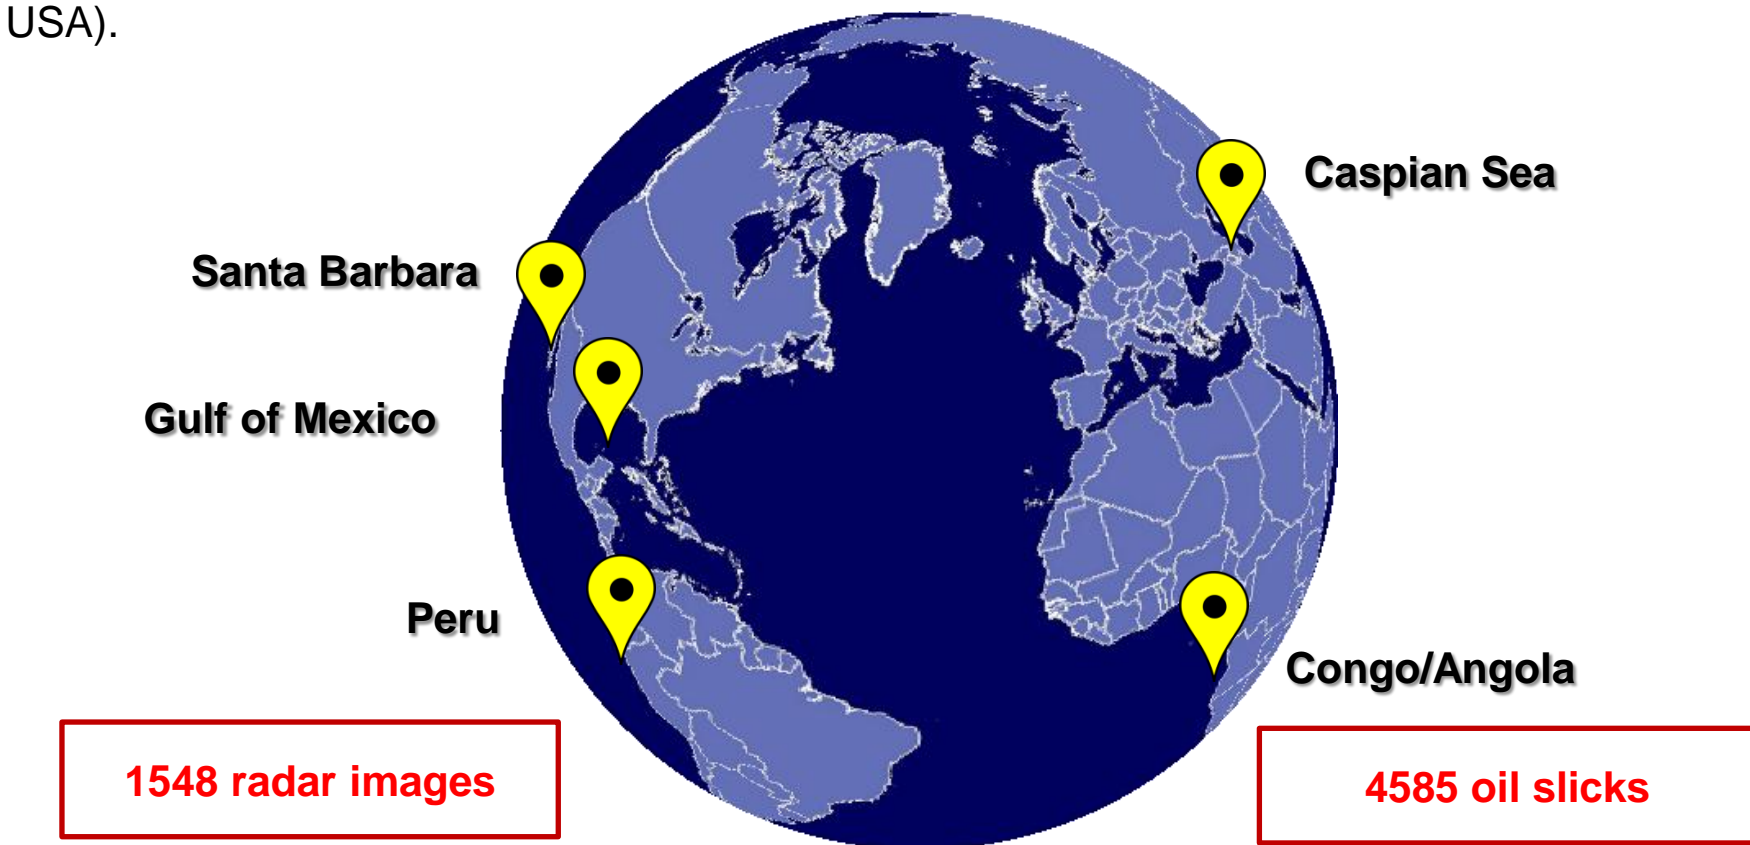 USA).
Caspian Sea
Santa Barbara
Gulf of Mexico
Peru
Congo/Angola
1548 radar images
4585 oil slicks